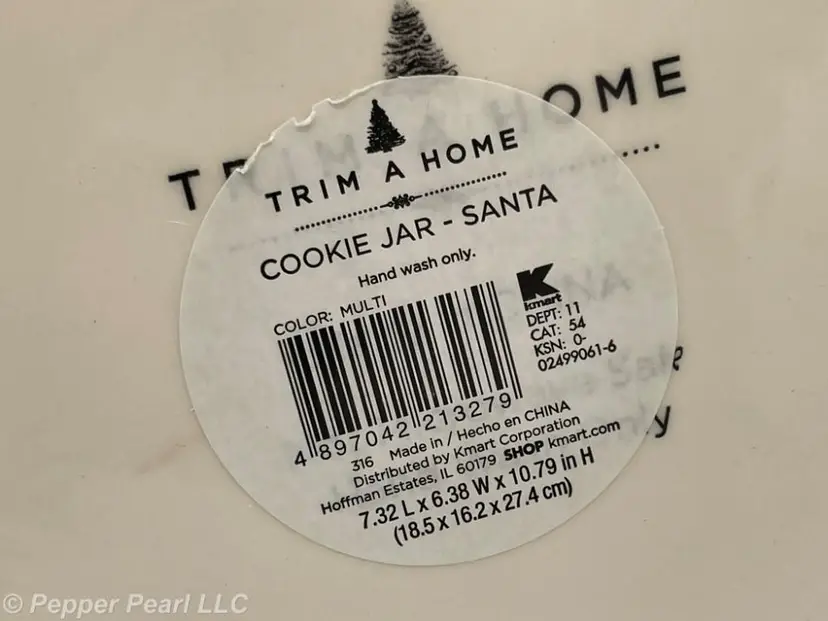 TRIM A HOME
TRIM A HOME
COOKIE JAR - SANTA
Hand wash only.
COLOR: MULTI
kmart
DEPT: 11
CAT: 54
KSN: 0-
02499061-6
4 897042 213279
316 Made in / Hecho en CHINA
Distributed by Kmart Corporation
Hoffman Estates, IL 60179 SHOP kmart.com
7.32 L x 6.38 W x 10.79 in H
(18.5 x 16.2 x 27.4 cm)
© Pepper Pearl LLC